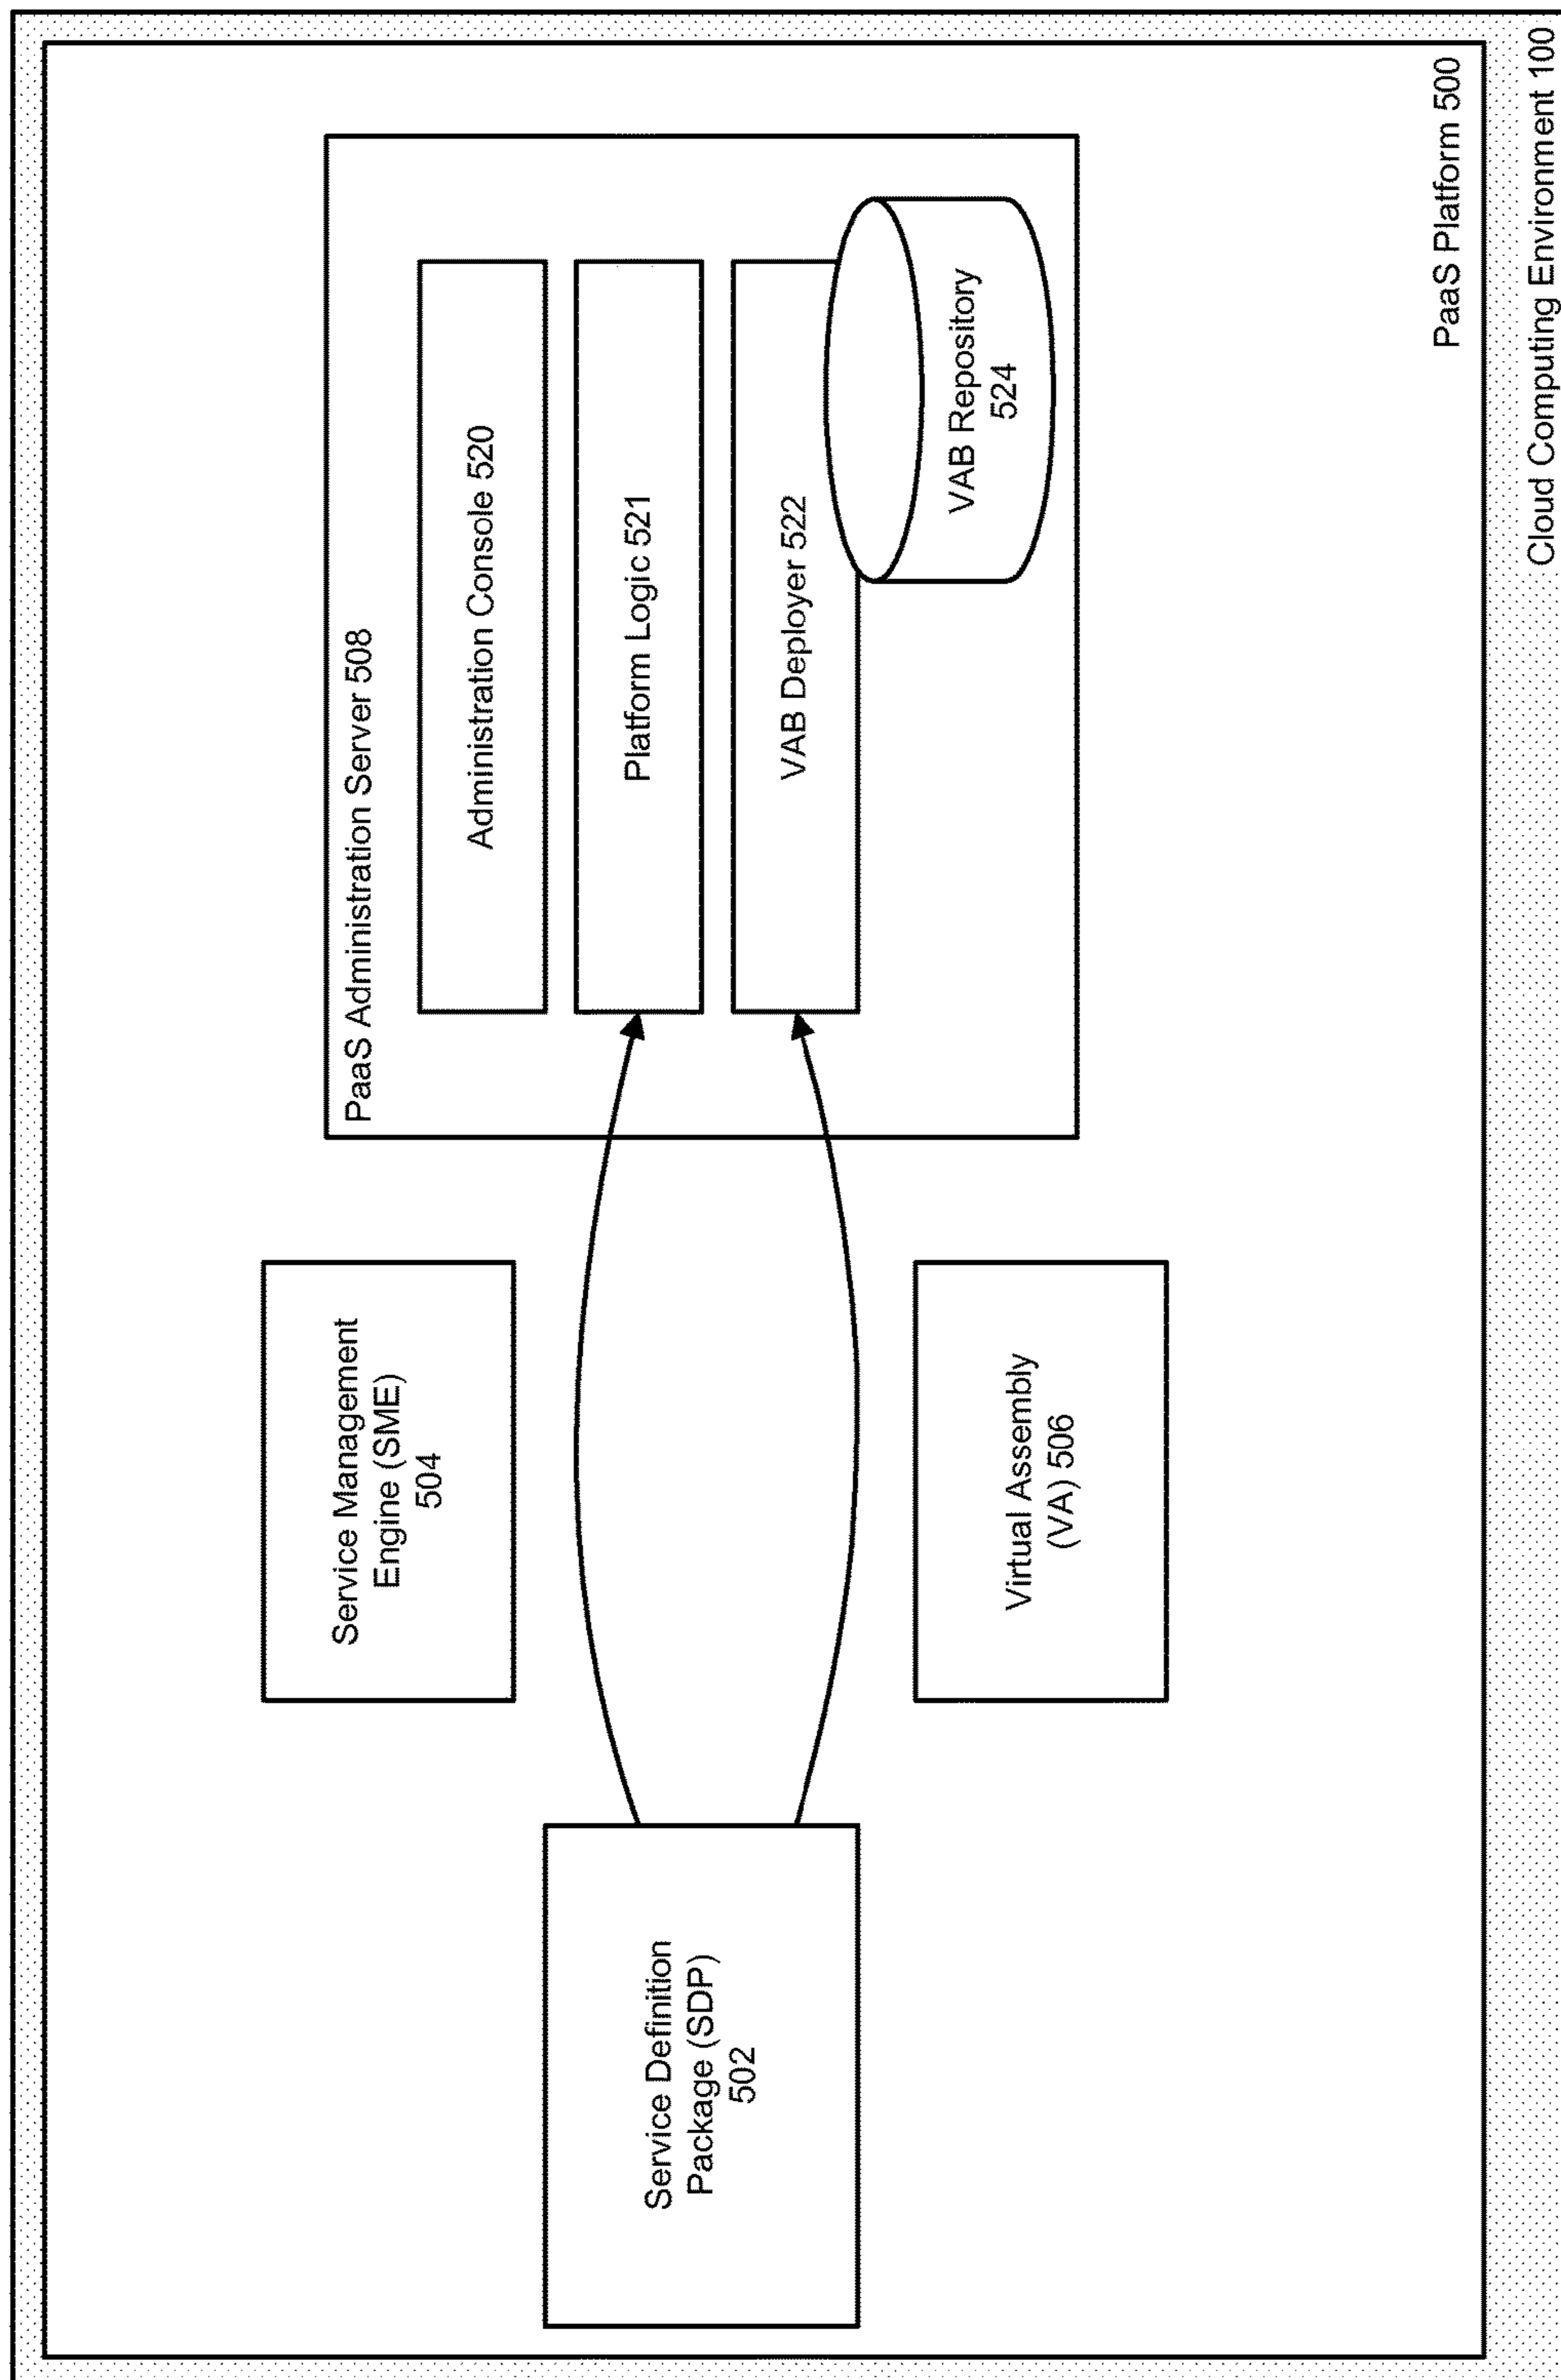 PaaS Administration Server 508
Administration Console 520
Platform Logic 521
VAB Deployer 522
VAB Repository
524
Service Management
Engine (SME)
504
Service Definition
Package (SDP)
502
Virtual Assembly
(VA) 506
PaaS Platform 500
Cloud Computing Environment 100